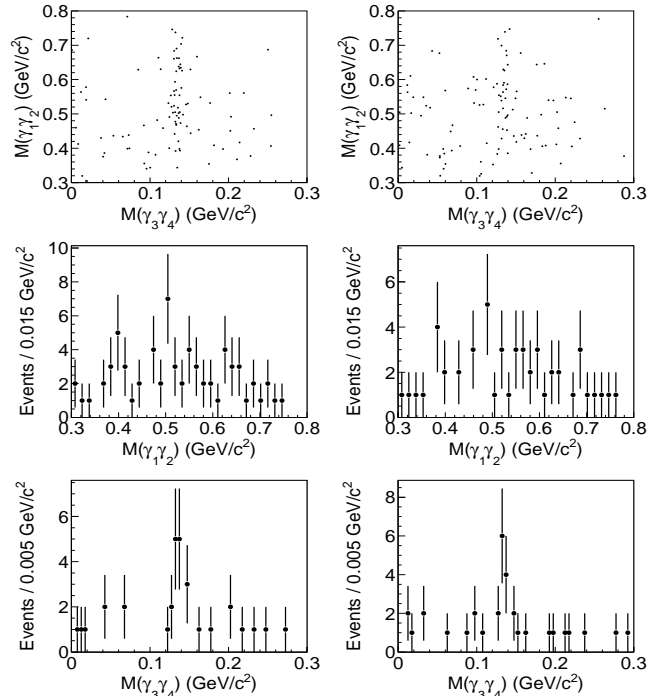 0.8
0.7
0.6
0.5
0.4
0.3
M(γ1γ2) (GeV/c²)
0 0.1 0.2 0.3
M(γ3γ4) (GeV/c²)
0.8
0.7
0.6
0.5
0.4
0.3
M(γ1γ2) (GeV/c²)
0 0.1 0.2 0.3
M(γ3γ4) (GeV/c²)
10
8
6
4
2
0
Events / 0.015 GeV/c²
0.3 0.4 0.5 0.6 0.7 0.8
M(γ1γ2) (GeV/c²)
6
4
2
0
Events / 0.015 GeV/c²
0.3 0.4 0.5 0.6 0.7 0.8
M(γ1γ2) (GeV/c²)
6
4
2
0
Events / 0.005 GeV/c²
0 0.1 0.2 0.3
M(γ3γ4) (GeV/c²)
8
6
4
2
0
Events / 0.005 GeV/c²
0 0.1 0.2 0.3
M(γ3γ4) (GeV/c²)